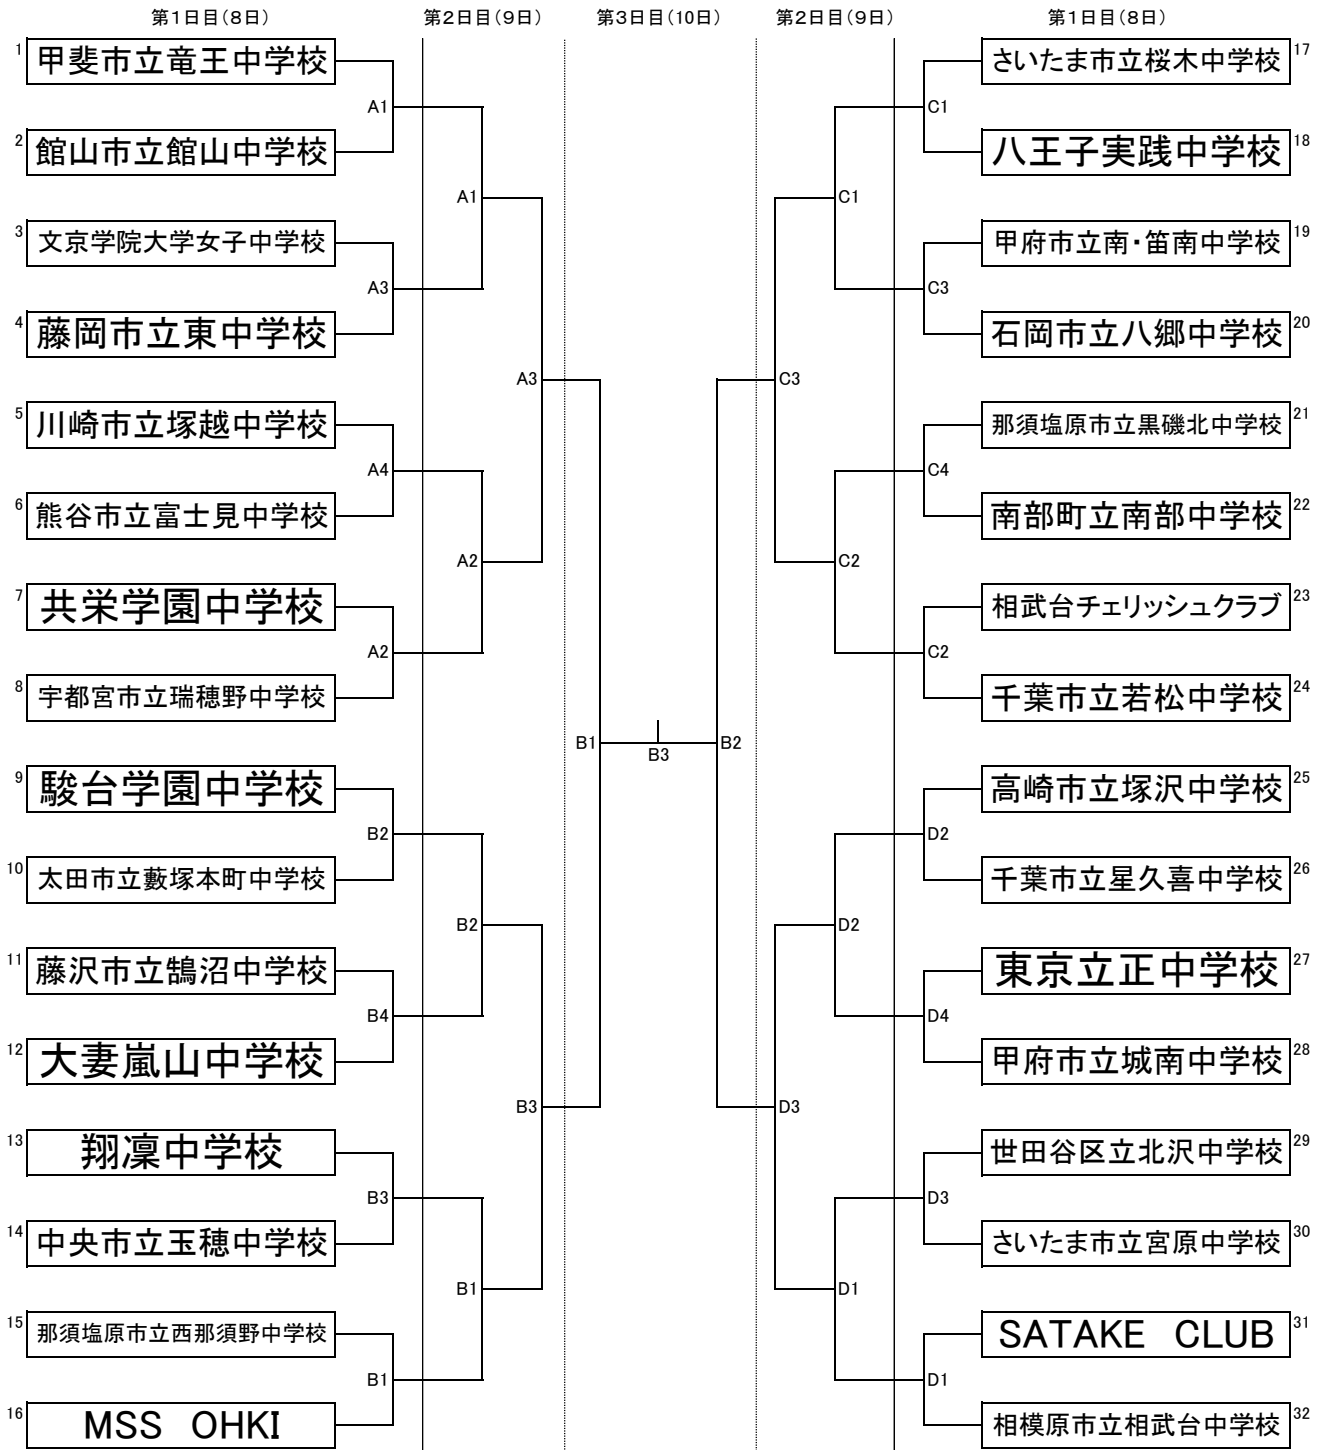 第1日目(8日) 第2日目(9日) 第3日目(10日) 第2日目(9日) 第1日目(8日)
1 甲斐市立竜王中学校
A1
2 館山市立館山中学校
A1
3 文京学院大学女子中学校
A3
4 藤岡市立東中学校
A3
5 川崎市立塚越中学校
A4
6 熊谷市立富士見中学校
A2
7 共栄学園中学校
A2
8 宇都宮市立瑞穂野中学校
B1
9 駿台学園中学校
B2
10 太田市立藪塚本町中学校
B2
11 藤沢市立鵠沼中学校
B4
12 大妻嵐山中学校
B3
13 翔凜中学校
B3
14 中央市立玉穂中学校
B1
15 那須塩原市立西那須野中学校
B1
16 MSS OHKI
B3
さいたま市立桜木中学校 17
C1
八王子実践中学校 18
C1
甲府市立南・笛南中学校 19
C3
石岡市立八郷中学校 20
C3
那須塩原市立黒磯北中学校 21
C4
南部町立南部中学校 22
C2
相武台チェリッシュクラブ 23
C2
千葉市立若松中学校 24
B2
高崎市立塚沢中学校 25
D2
千葉市立星久喜中学校 26
D2
東京立正中学校 27
D4
甲府市立城南中学校 28
D3
世田谷区立北沢中学校 29
D3
さいたま市立宮原中学校 30
D1
SATAKE CLUB 31
D1
相模原市立相武台中学校 32